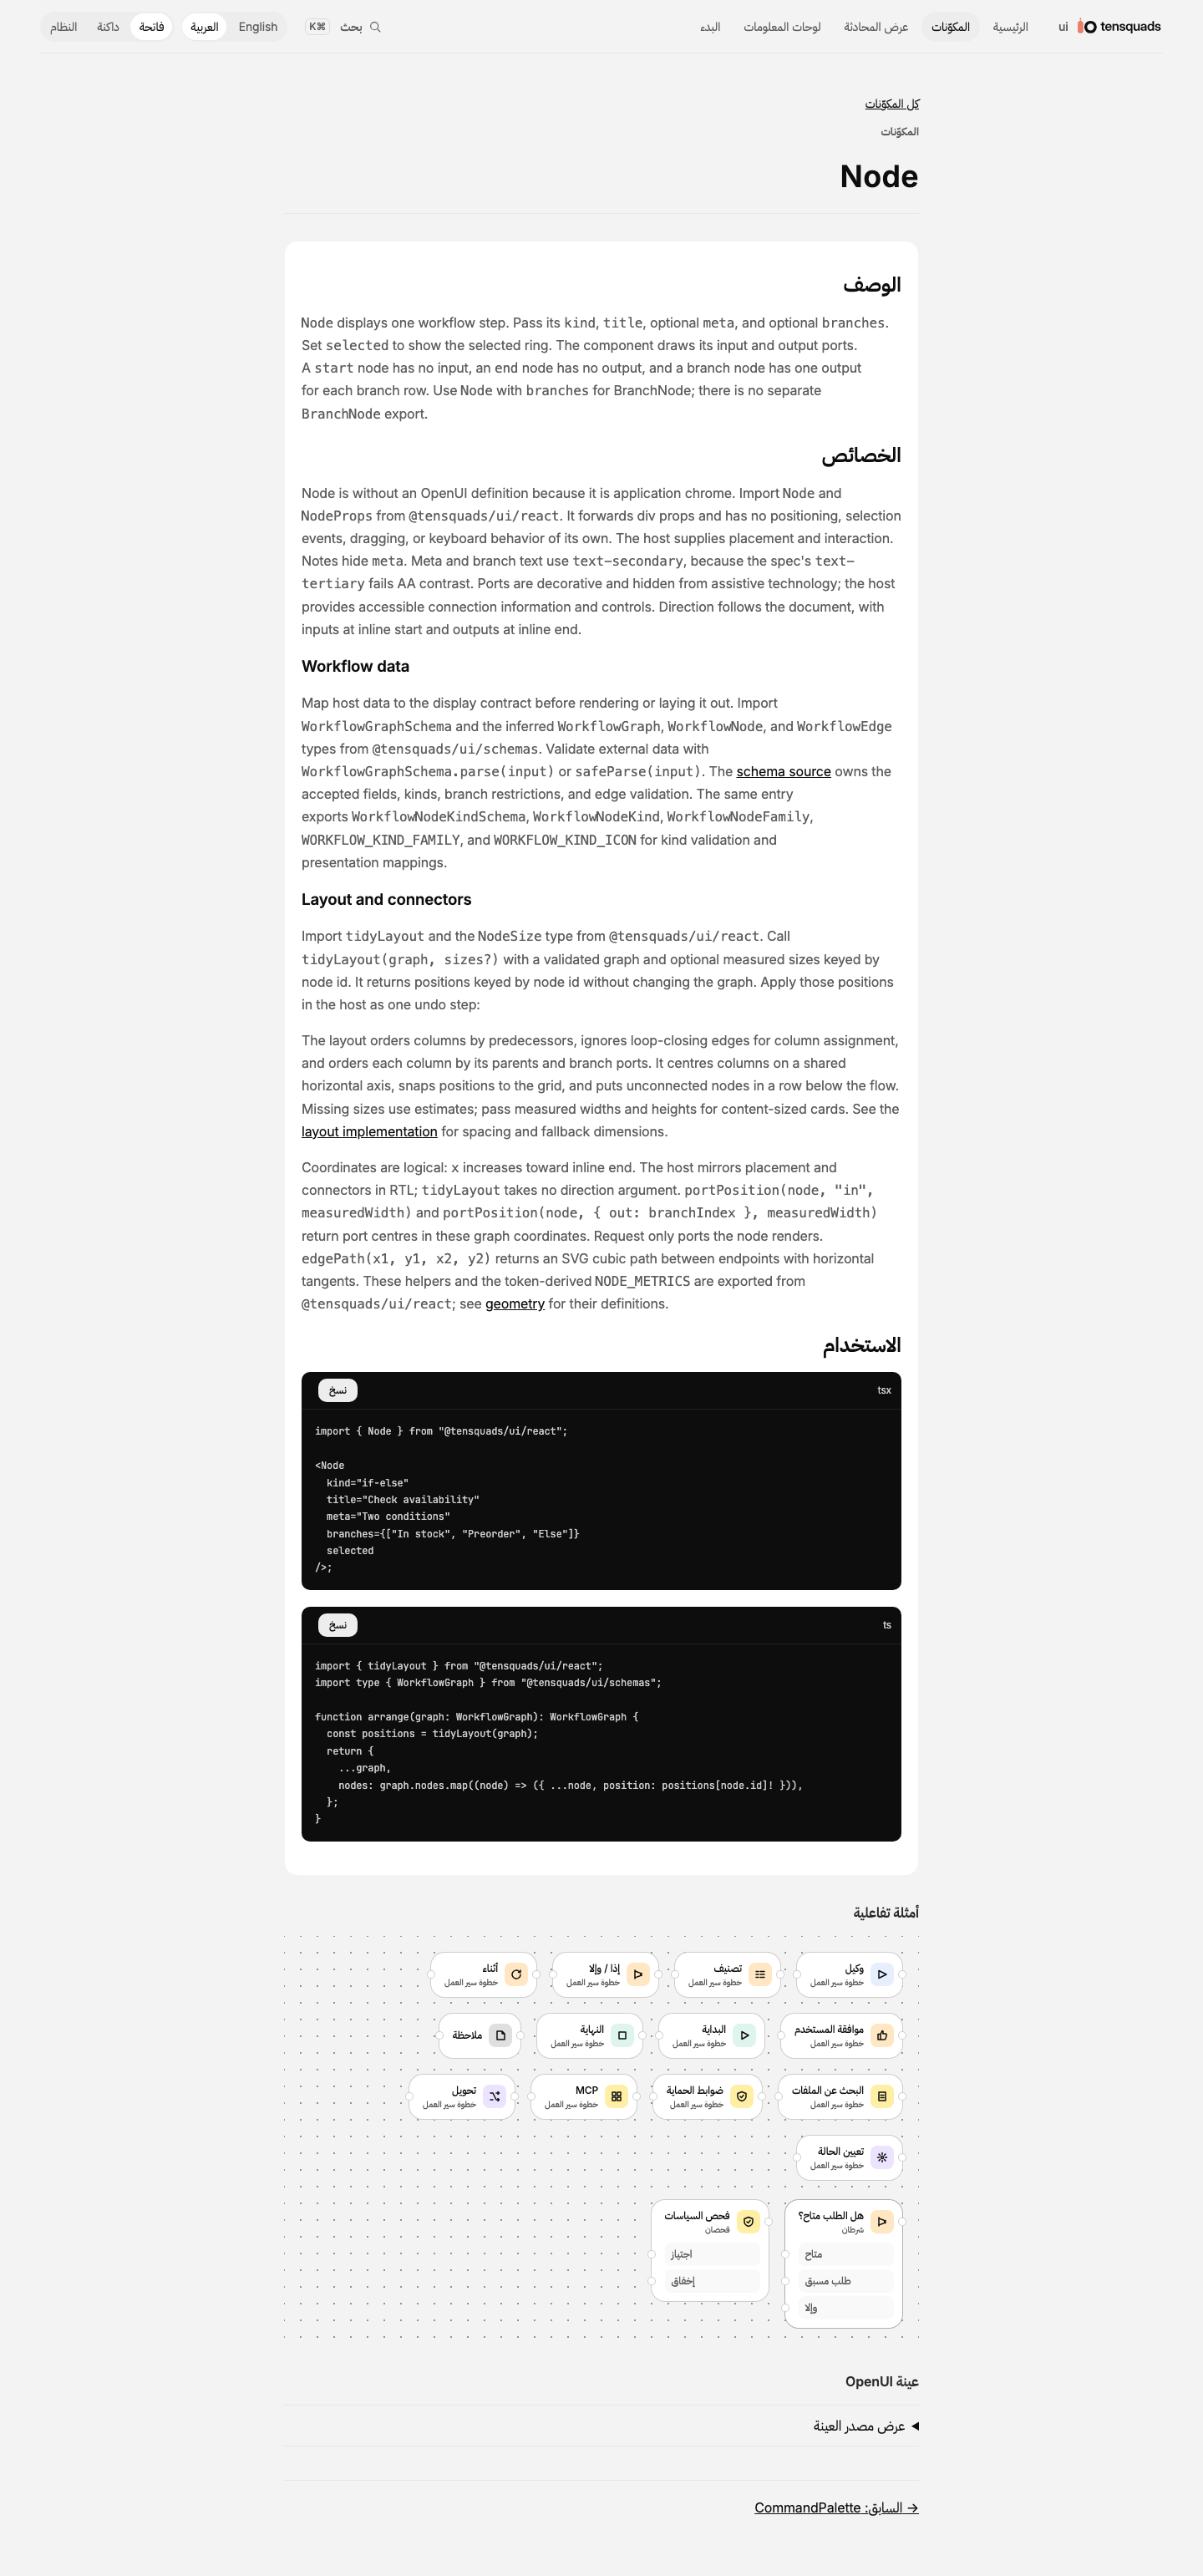 tensquads ui
الرئيسية
المكوّنات
عرض المحادثة
لوحات المعلومات
البدء
بحث ⌘K
English
العربية
فاتحة
داكنة
النظام
كل المكوّنات
المكوّنات
Node
الوصف
Node displays one workflow step. Pass its kind, title, optional meta, and optional branches.
Set selected to show the selected ring. The component draws its input and output ports.
A start node has no input, an end node has no output, and a branch node has one output
for each branch row. Use Node with branches for BranchNode; there is no separate
BranchNode export.
الخصائص
Node is without an OpenUI definition because it is application chrome. Import Node and
NodeProps from @tensquads/ui/react. It forwards div props and has no positioning, selection
events, dragging, or keyboard behavior of its own. The host supplies placement and interaction.
Notes hide meta. Meta and branch text use text-secondary, because the spec's text-
tertiary fails AA contrast. Ports are decorative and hidden from assistive technology; the host
provides accessible connection information and controls. Direction follows the document, with
inputs at inline start and outputs at inline end.
Workflow data
Map host data to the display contract before rendering or laying it out. Import
WorkflowGraphSchema and the inferred WorkflowGraph, WorkflowNode, and WorkflowEdge
types from @tensquads/ui/schemas. Validate external data with
WorkflowGraphSchema.parse(input) or safeParse(input). The schema source owns the
accepted fields, kinds, branch restrictions, and edge validation. The same entry
exports WorkflowNodeKindSchema, WorkflowNodeKind, WorkflowNodeFamily,
WORKFLOW_KIND_FAMILY, and WORKFLOW_KIND_ICON for kind validation and
presentation mappings.
Layout and connectors
Import tidyLayout and the NodeSize type from @tensquads/ui/react. Call
tidyLayout(graph, sizes?) with a validated graph and optional measured sizes keyed by
node id. It returns positions keyed by node id without changing the graph. Apply those positions
in the host as one undo step:
The layout orders columns by predecessors, ignores loop-closing edges for column assignment,
and orders each column by its parents and branch ports. It centres columns on a shared
horizontal axis, snaps positions to the grid, and puts unconnected nodes in a row below the flow.
Missing sizes use estimates; pass measured widths and heights for content-sized cards. See the
layout implementation for spacing and fallback dimensions.
Coordinates are logical: x increases toward inline end. The host mirrors placement and
connectors in RTL; tidyLayout takes no direction argument. portPosition(node, "in",
measuredWidth) and portPosition(node, { out: branchIndex }, measuredWidth)
return port centres in these graph coordinates. Request only ports the node renders.
edgePath(x1, y1, x2, y2) returns an SVG cubic path between endpoints with horizontal
tangents. These helpers and the token-derived NODE_METRICS are exported from
@tensquads/ui/react; see geometry for their definitions.
الاستخدام
tsx
نسخ
import { Node } from "@tensquads/ui/react";
<Node
kind="if-else"
title="Check availability"
meta="Two conditions"
branches={["In stock", "Preorder", "Else"]}
selected
/>;
ts
نسخ
import { tidyLayout } from "@tensquads/ui/react";
import type { WorkflowGraph } from "@tensquads/ui/schemas";
function arrange(graph: WorkflowGraph): WorkflowGraph {
const positions = tidyLayout(graph);
return {
...graph,
nodes: graph.nodes.map((node) => ({ ...node, position: positions[node.id]! })),
};
}
أمثلة تفاعلية
وكيل
خطوة سير العمل
تصنيف
خطوة سير العمل
إذا / وإلا
خطوة سير العمل
أثناء
خطوة سير العمل
موافقة المستخدم
خطوة سير العمل
البداية
خطوة سير العمل
النهاية
خطوة سير العمل
ملاحظة
البحث عن الملفات
خطوة سير العمل
ضوابط الحماية
خطوة سير العمل
MCP
خطوة سير العمل
تحويل
خطوة سير العمل
تعيين الحالة
خطوة سير العمل
هل الطلب متاح؟
شرطان
متاح
طلب مسبق
وإلا
فحص السياسات
فحصان
اجتياز
إخفاق
عينة OpenUI
عرض مصدر العينة
→ السابق: CommandPalette